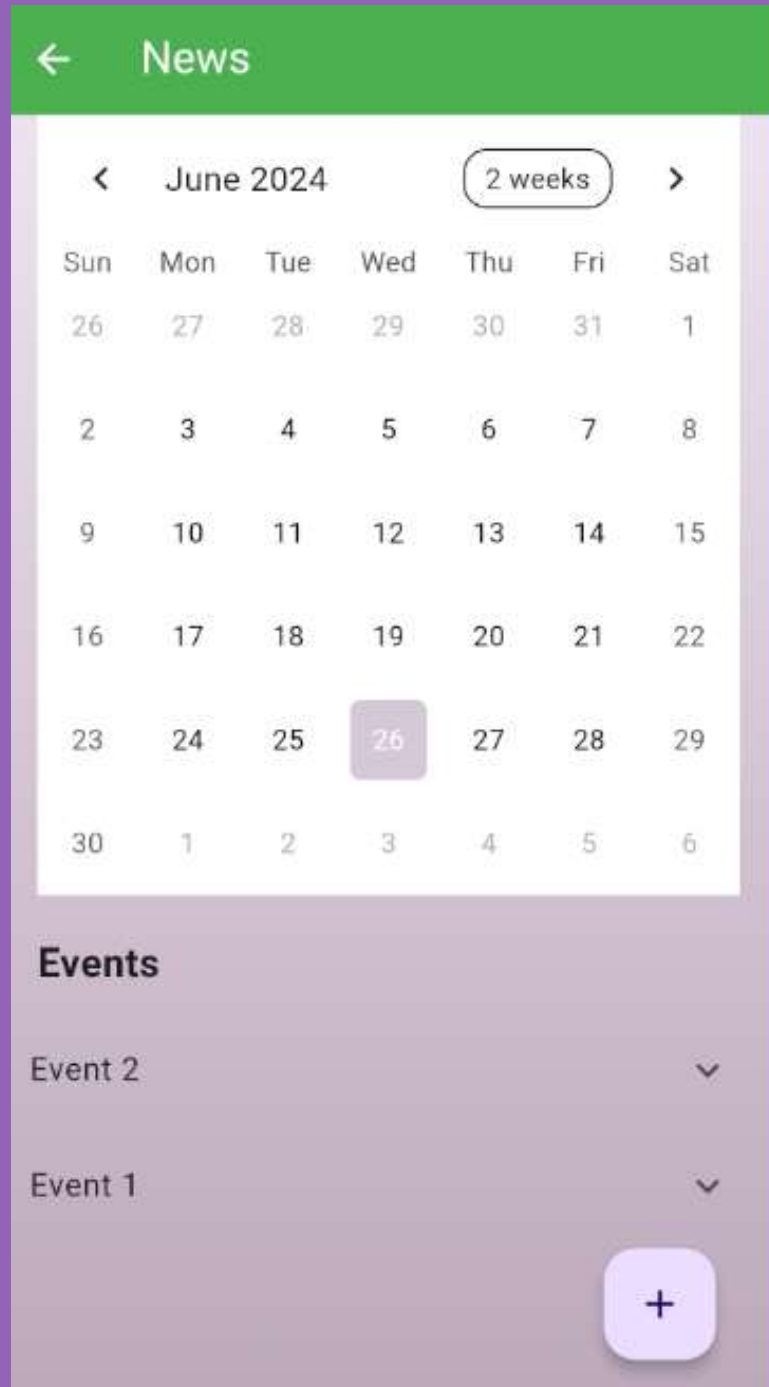 News
June 2024 2 weeks
Sun Mon Tue Wed Thu Fri Sat
26 27 28 29 30 31 1
2 3 4 5 6 7 8
9 10 11 12 13 14 15
16 17 18 19 20 21 22
23 24 25 26 27 28 29
30 1 2 3 4 5 6
Events
Event 2
Event 1